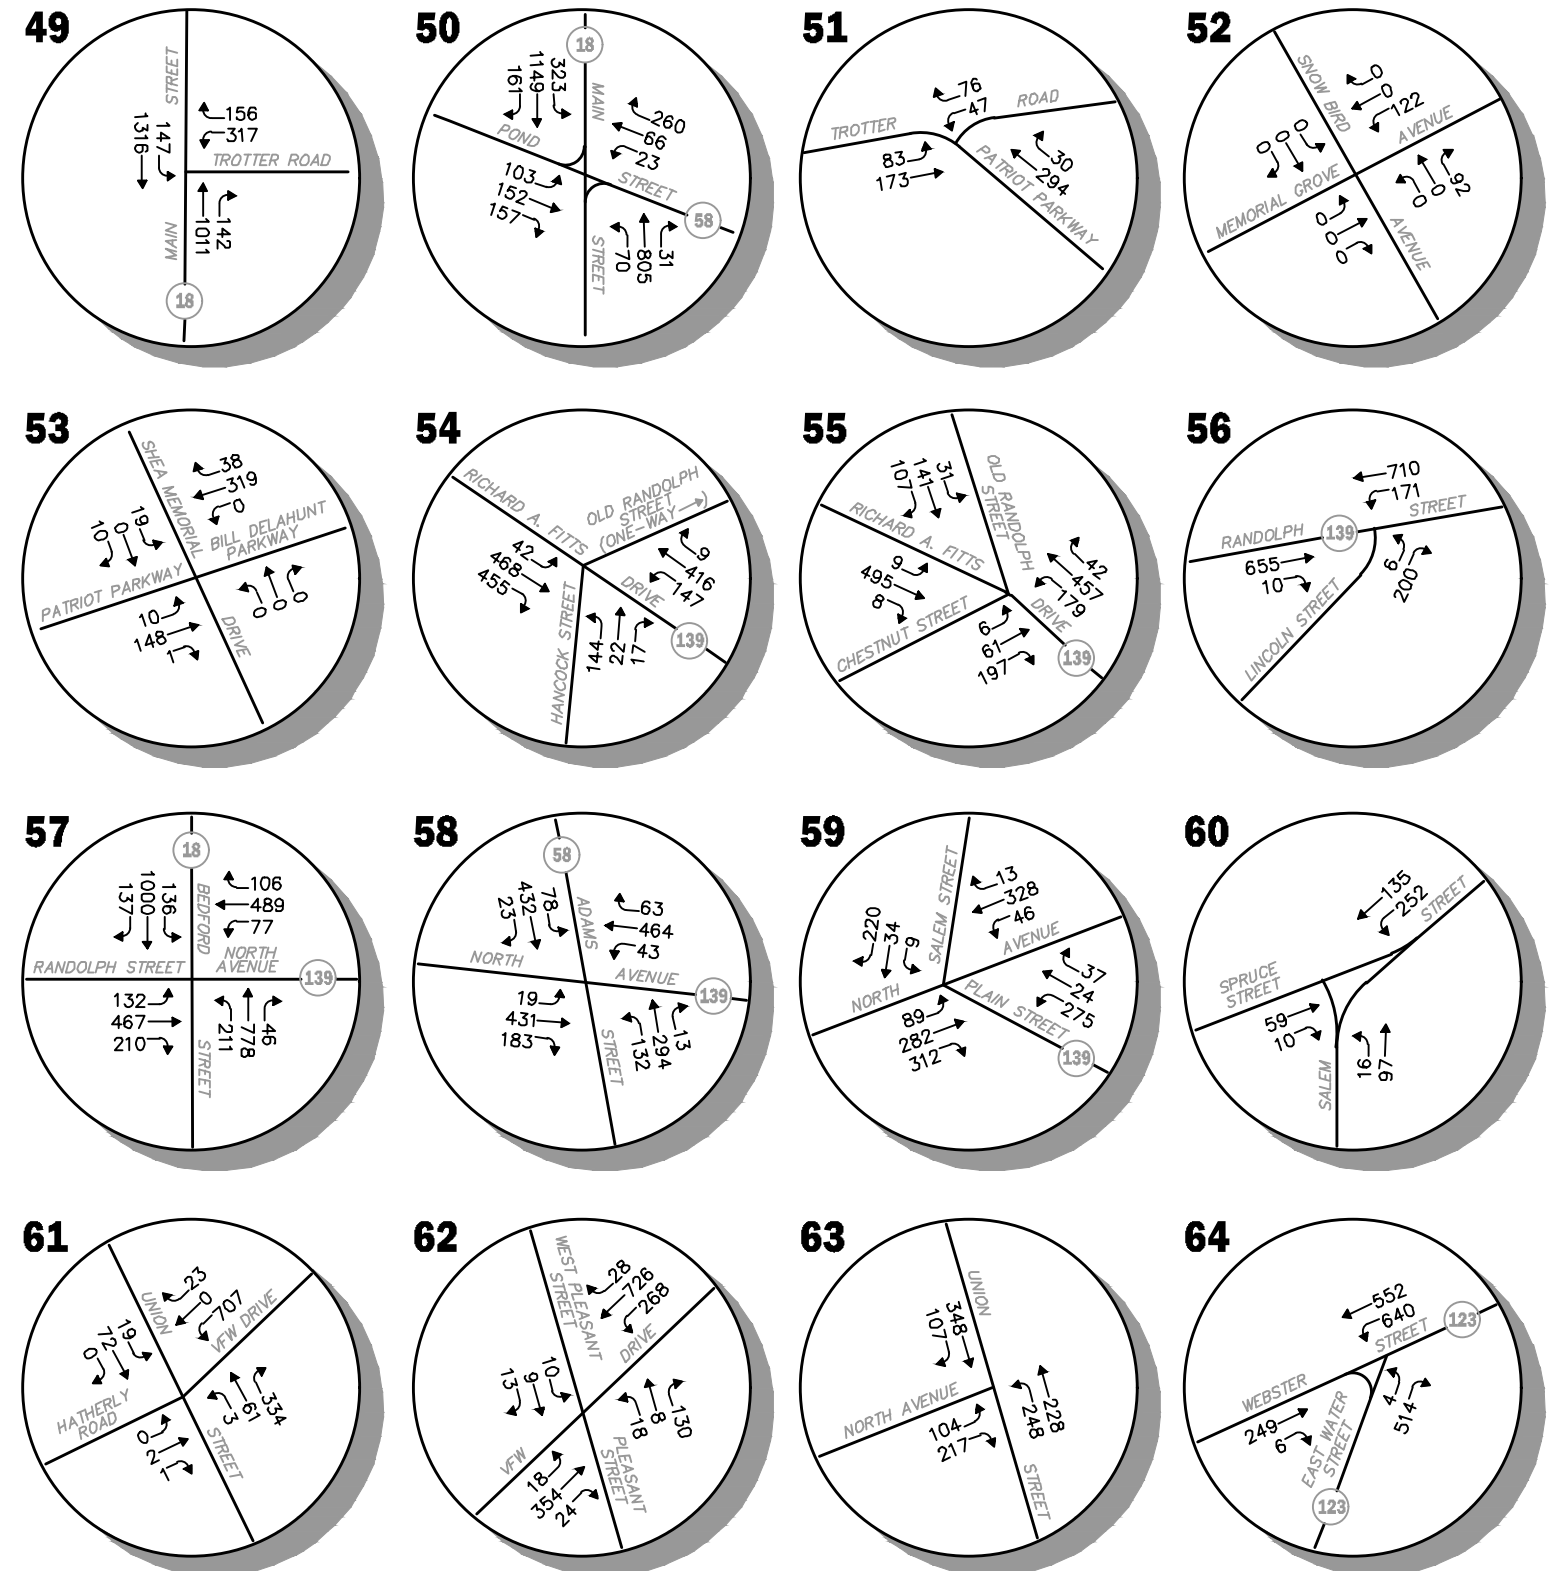 49
STREET
1316
147
156
317
TROTTER ROAD
MAIN
1011
142
18
50
18
161
1149
323
MAIN
260
66
23
POND
103
152
157
STREET
58
STREET
70
805
31
51
76
47
TROTTER
ROAD
83
173
30
294
PATRIOT PARKWAY
52
SNOW BIRD
0
0
122
AVENUE
0
0
0
MEMORIAL GROVE
0
0
0
0
0
92
AVENUE
53
SHEA MEMORIAL
38
319
0
10
0
19
BILL DELAHUNT
PARKWAY
PATRIOT PARKWAY
10
148
1
0
0
0
DRIVE
54
RICHARD A. FITTS
OLD RANDOLPH
STREET
(ONE-WAY→)
42
468
455
9
416
147
DRIVE
HANCOCK STREET
144
22
17
139
55
107
141
31
OLD RANDOLPH
STREET
RICHARD A. FITTS
9
495
8
42
457
179
CHESTNUT STREET
DRIVE
6
61
197
139
56
710
171
RANDOLPH
139
STREET
655
10
6
200
LINCOLN STREET
57
18
137
1000
136
BEDFORD
106
489
77
RANDOLPH STREET
NORTH
AVENUE
139
132
467
210
211
778
46
STREET
58
58
23
432
78
ADAMS
63
464
43
NORTH
AVENUE
139
19
431
183
STREET
132
294
13
59
220
34
9
SALEM STREET
13
328
46
AVENUE
NORTH
PLAIN STREET
37
24
275
89
282
312
139
60
135
252
STREET
SPRUCE
STREET
59
10
SALEM
16
97
61
UNION
23
0
707
VFW DRIVE
0
72
19
HATHERLY
ROAD
0
2
1
3
61
334
STREET
62
WEST PLEASANT
STREET
28
726
268
DRIVE
13
9
10
VFW
18
354
24
18
8
130
PLEASANT
STREET
63
UNION
107
348
NORTH AVENUE
104
217
248
228
STREET
64
552
640
STREET
123
WEBSTER
249
6
EAST WATER
STREET
4
514
123